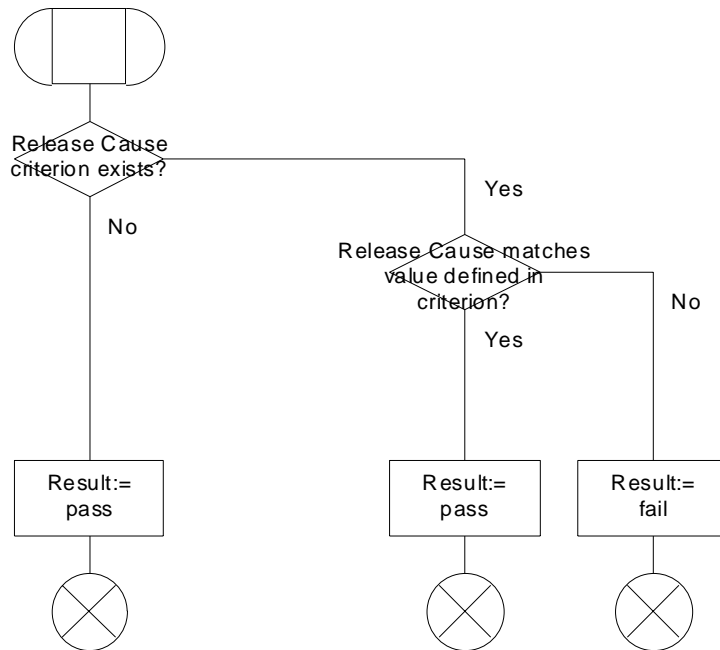 Release Cause
criterion exists?
Yes
No
Release Cause matches
value defined in
criterion?
No
Yes
Result:=
pass
Result:=
pass
Result:=
fail